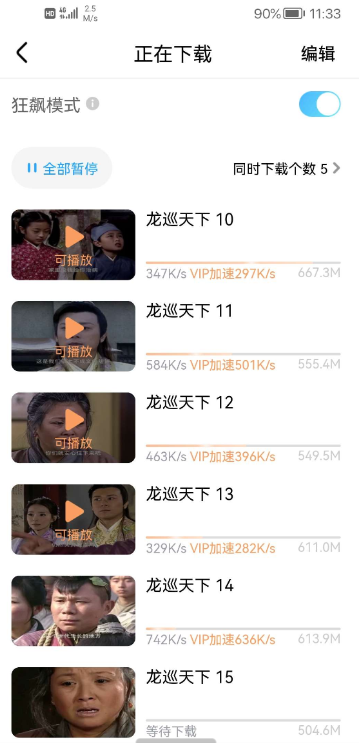 HD 4G 2.5 M/s 90% 11:33
正在下载 编辑
狂飙模式
全部暂停 同时下载个数 5
龙巡天下 10
可播放
347K/s VIP加速297K/s 667.3M
龙巡天下 11
可播放
584K/s VIP加速501K/s 555.4M
龙巡天下 12
可播放
463K/s VIP加速396K/s 549.5M
龙巡天下 13
可播放
329K/s VIP加速282K/s 611.0M
龙巡天下 14
742K/s VIP加速636K/s 613.9M
龙巡天下 15
等待下载 504.6M